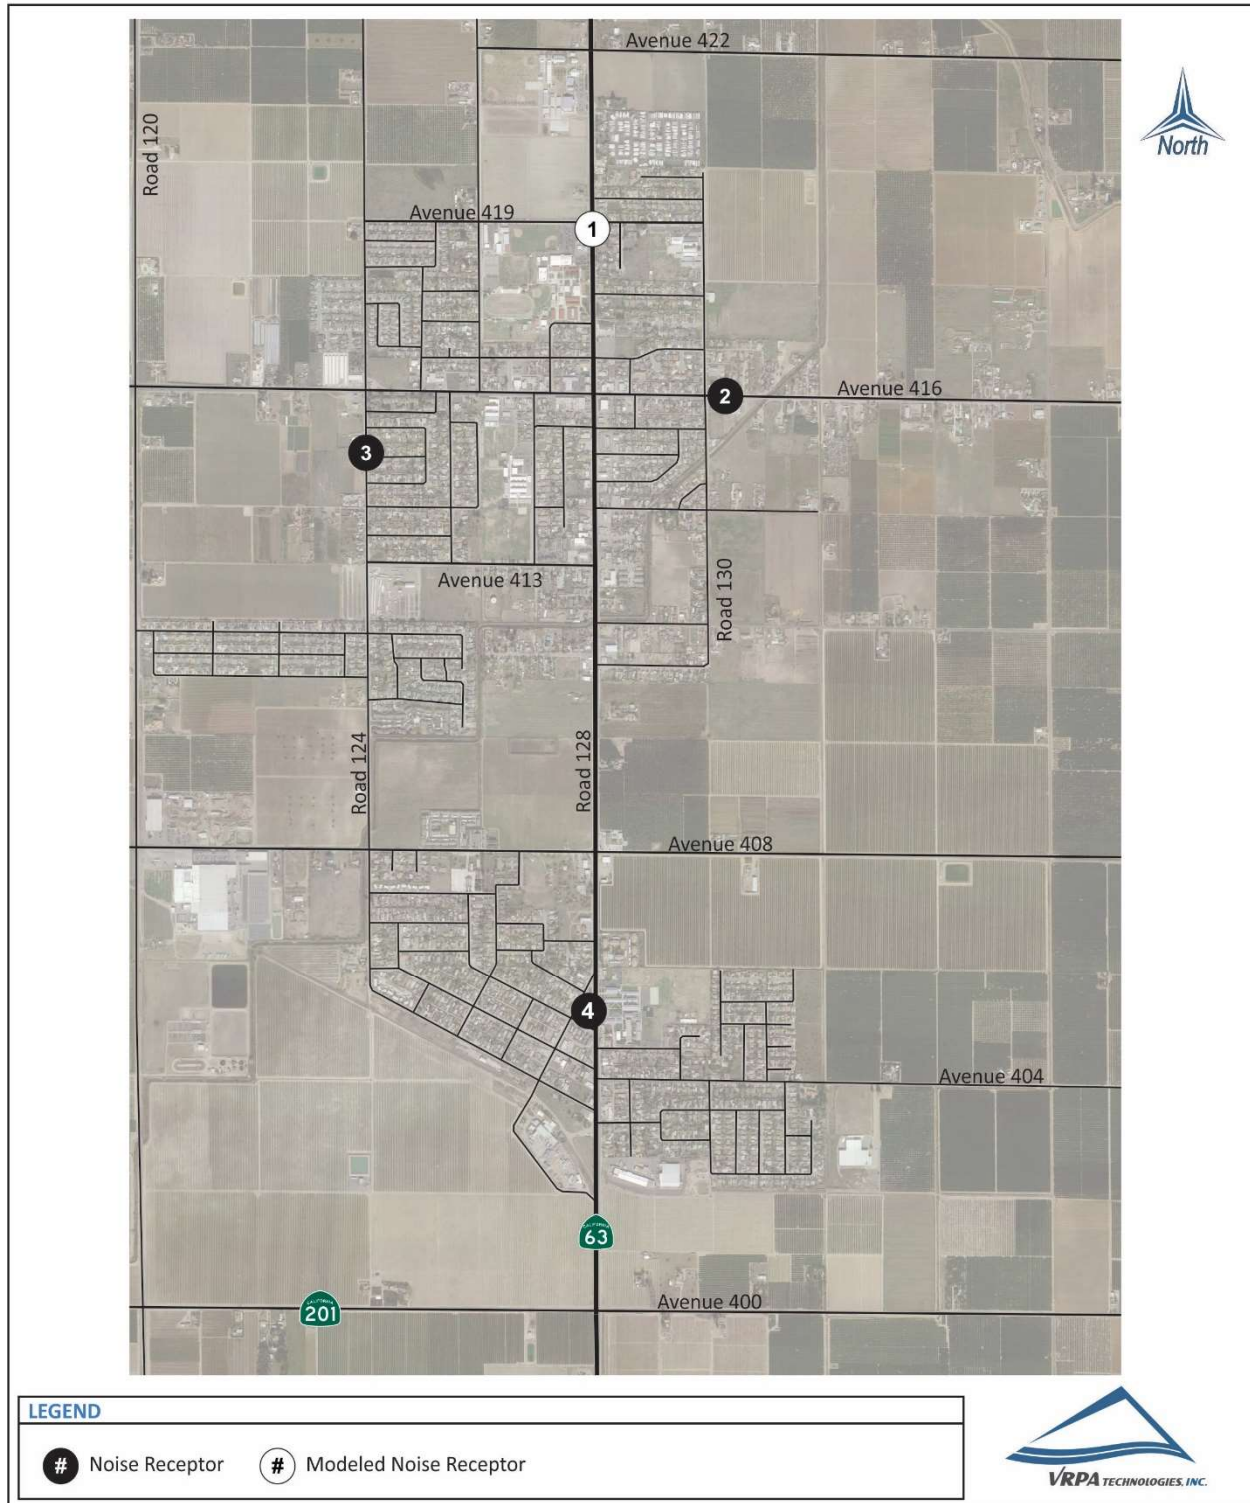 Avenue 422
North
Road 120
Avenue 419
1
Avenue 416
2
3
Avenue 413
Road 130
Road 124
Road 128
Avenue 408
4
Avenue 404
CALIFORNIA
63
Avenue 400
CALIFORNIA
201
LEGEND
# Noise Receptor # Modeled Noise Receptor
VRPA TECHNOLOGIES, INC.